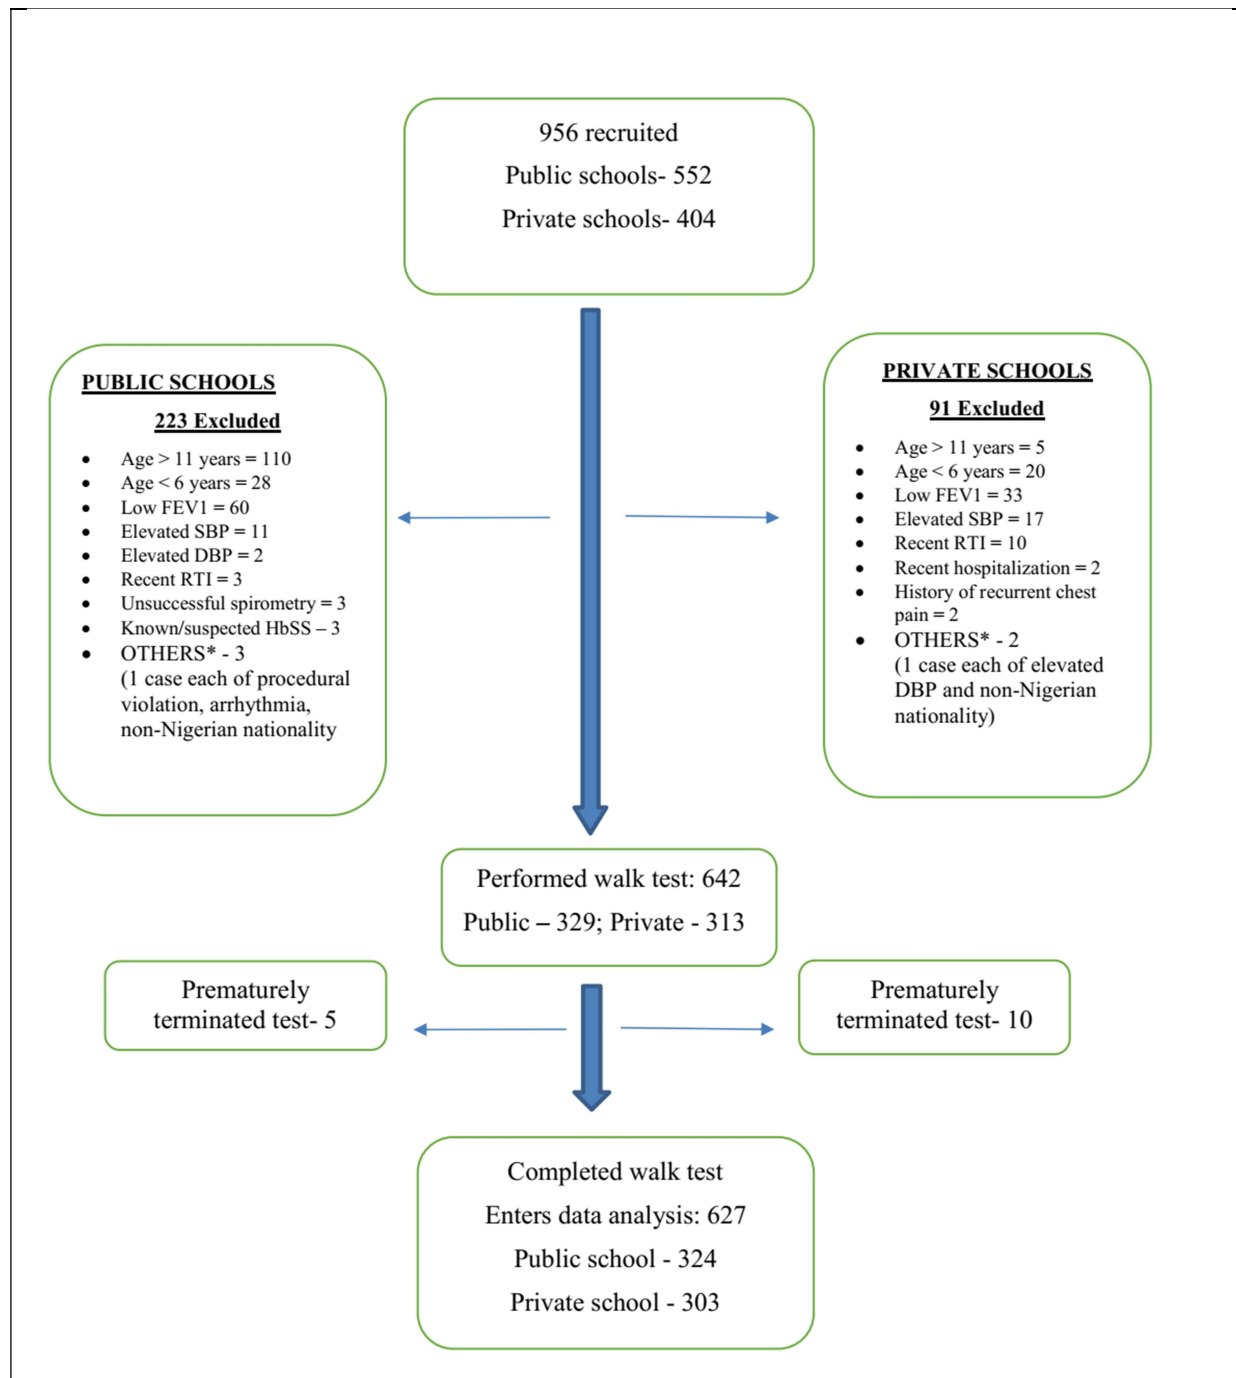 956 recruited
Public schools- 552
Private schools- 404
PUBLIC SCHOOLS
223 Excluded
• Age > 11 years = 110
• Age < 6 years = 28
• Low FEV1 = 60
• Elevated SBP = 11
• Elevated DBP = 2
• Recent RTI = 3
• Unsuccessful spirometry = 3
• Known/suspected HbSS – 3
• OTHERS* - 3
(1 case each of procedural
violation, arrhythmia,
non-Nigerian nationality
PRIVATE SCHOOLS
91 Excluded
• Age > 11 years = 5
• Age < 6 years = 20
• Low FEV1 = 33
• Elevated SBP = 17
• Recent RTI = 10
• Recent hospitalization = 2
• History of recurrent chest
pain = 2
• OTHERS* - 2
(1 case each of elevated
DBP and non-Nigerian
nationality)
Performed walk test: 642
Public – 329; Private - 313
Prematurely
terminated test- 5
Prematurely
terminated test- 10
Completed walk test
Enters data analysis: 627
Public school - 324
Private school - 303